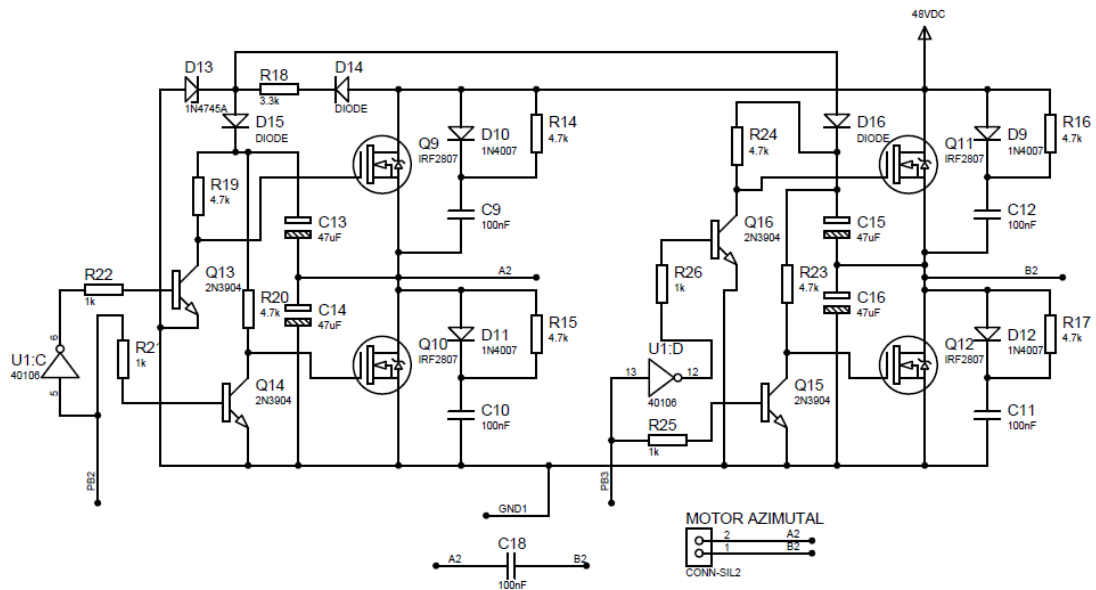 48VDC
D13
1N4745A
R18
3.3k
D14
DIODE
D15
DIODE
Q9
IRF2807
D10
1N4007
R14
4.7k
R24
4.7k
D16
DIODE
Q11
IRF2807
D9
1N4007
R16
4.7k
R19
4.7k
C13
47uF
C9
100nF
Q16
2N3904
C15
47uF
C12
100nF
R22
1k
Q13
2N3904
A2
B2
R20
4.7k
C14
47uF
R26
1k
R23
4.7k
C16
47uF
6
U1:C
40106
5
R21
1k
Q10
IRF2807
D11
1N4007
R15
4.7k
U1:D
13
12
40106
Q12
IRF2807
D12
1N4007
R17
4.7k
Q14
2N3904
Q15
2N3904
C10
100nF
R25
1k
C11
100nF
PB2
PB3
GND1
MOTOR AZIMUTAL
2
A2
1
B2
CONN-SIL2
A2
C18
100nF
B2